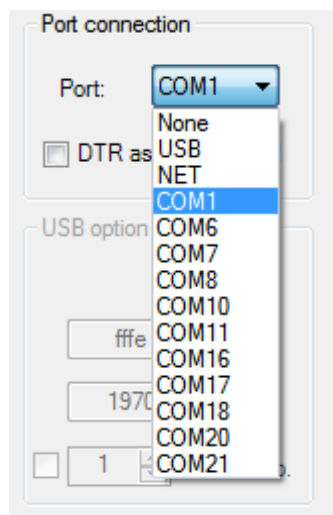 Port connection
Port: COM1
None
DTR as USB
NET
COM1
COM6
USB option COM7
COM8
COM10
fffe COM11
COM16
1970 COM17
COM18
COM20
1 COM21